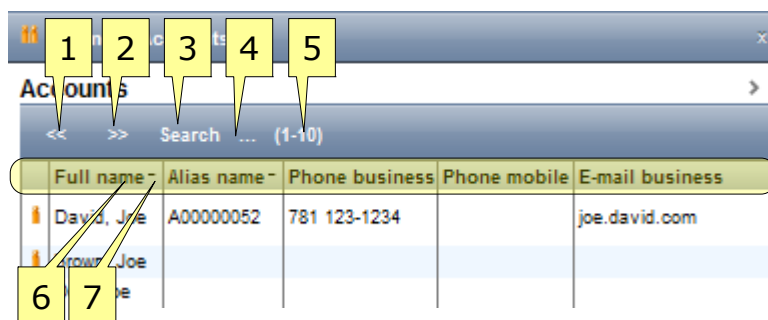 1 2 3 4 5
Accounts
<< >> Search ... (1-10)
Full name Alias name Phone business Phone mobile E-mail business
David, Joe A00000052 781 123-1234 joe.david.com
Brown, Joe
6 7